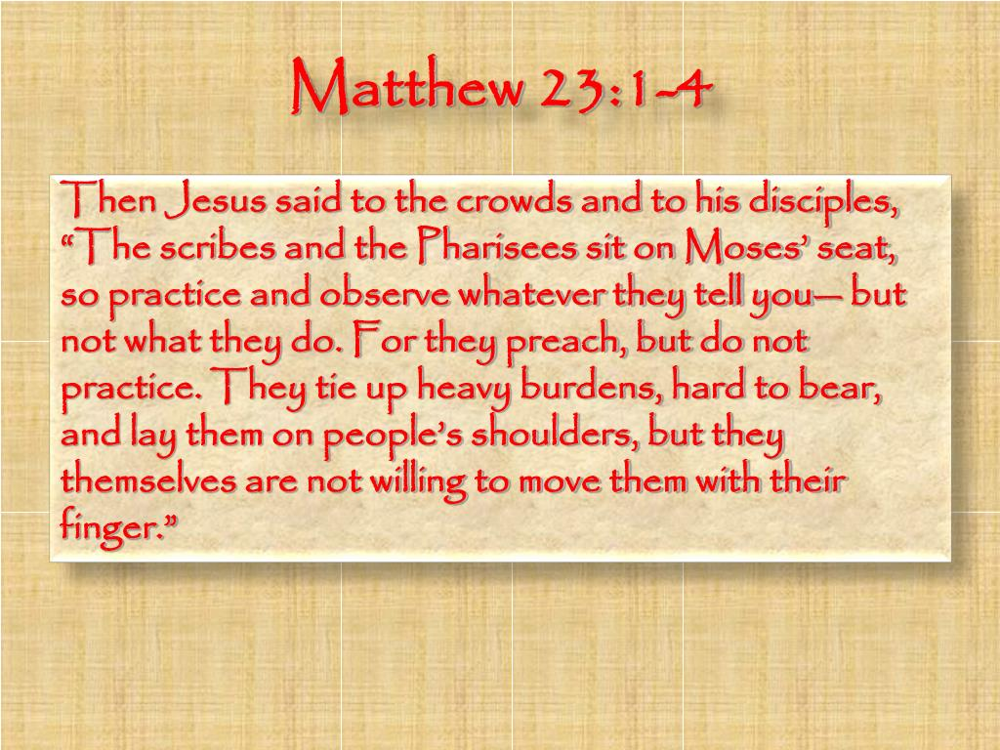 Matthew 23:1-4
Then Jesus said to the crowds and to his disciples,
“The scribes and the Pharisees sit on Moses’ seat,
so practice and observe whatever they tell you— but
not what they do. For they preach, but do not
practice. They tie up heavy burdens, hard to bear,
and lay them on people’s shoulders, but they
themselves are not willing to move them with their
finger.”